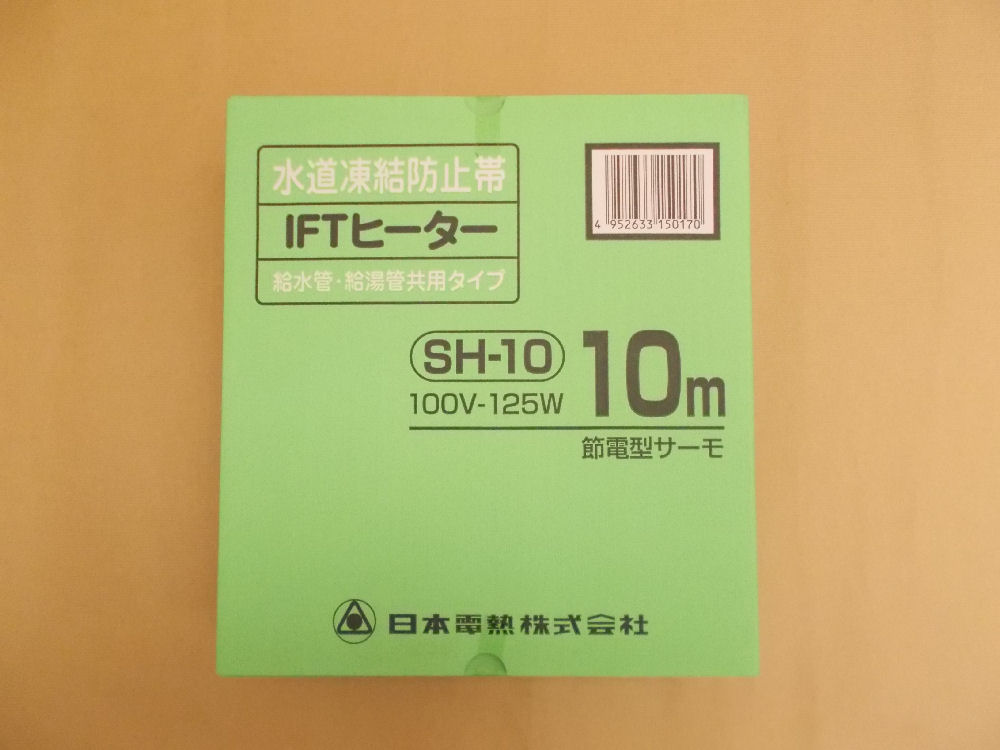 水道凍結防止帯
IFTヒーター
給水管・給湯管共用タイプ
4 952633 150170
SH-10
10m
100V-125W
節電型サーモ
日本電熱株式会社